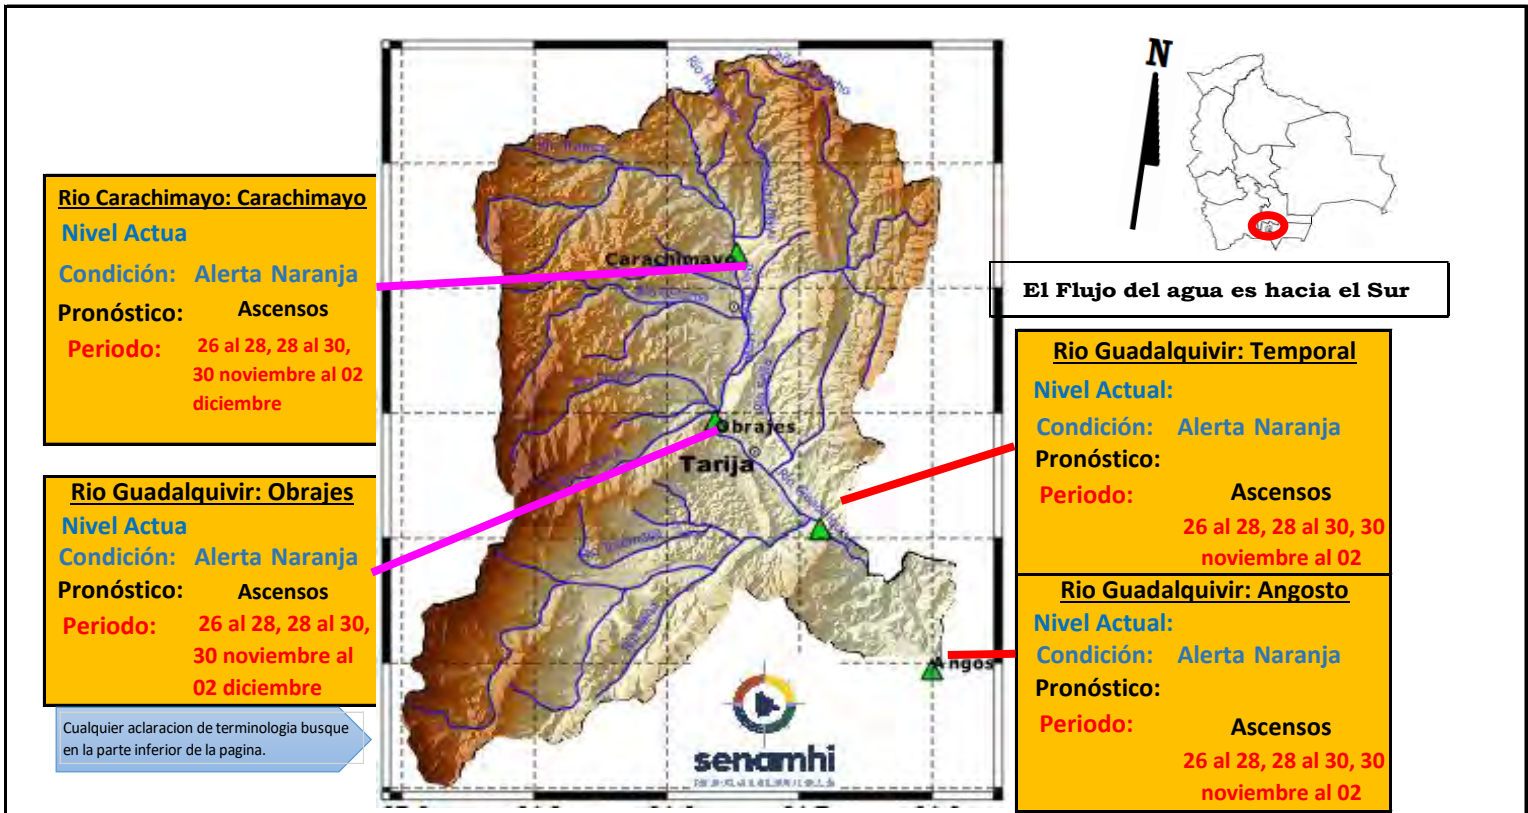 N
Rio Carachimayo: Carachimayo
Nivel Actua
Condición: Alerta Naranja
Pronóstico: Ascensos
Periodo: 26 al 28, 28 al 30,
30 noviembre al 02
diciembre
Rio Guadalquivir: Obrajes
Nivel Actua
Condición: Alerta Naranja
Pronóstico: Ascensos
Periodo: 26 al 28, 28 al 30,
30 noviembre al
02 diciembre
Cualquier aclaracion de terminologia busque
en la parte inferior de la pagina.
Carachimayo
Obrajes
Tarija
Angos
senamhi
El Flujo del agua es hacia el Sur
Rio Guadalquivir: Temporal
Nivel Actual:
Condición: Alerta Naranja
Pronóstico:
Periodo: Ascensos
26 al 28, 28 al 30, 30
noviembre al 02
Rio Guadalquivir: Angosto
Nivel Actual:
Condición: Alerta Naranja
Pronóstico:
Periodo: Ascensos
26 al 28, 28 al 30, 30
noviembre al 02